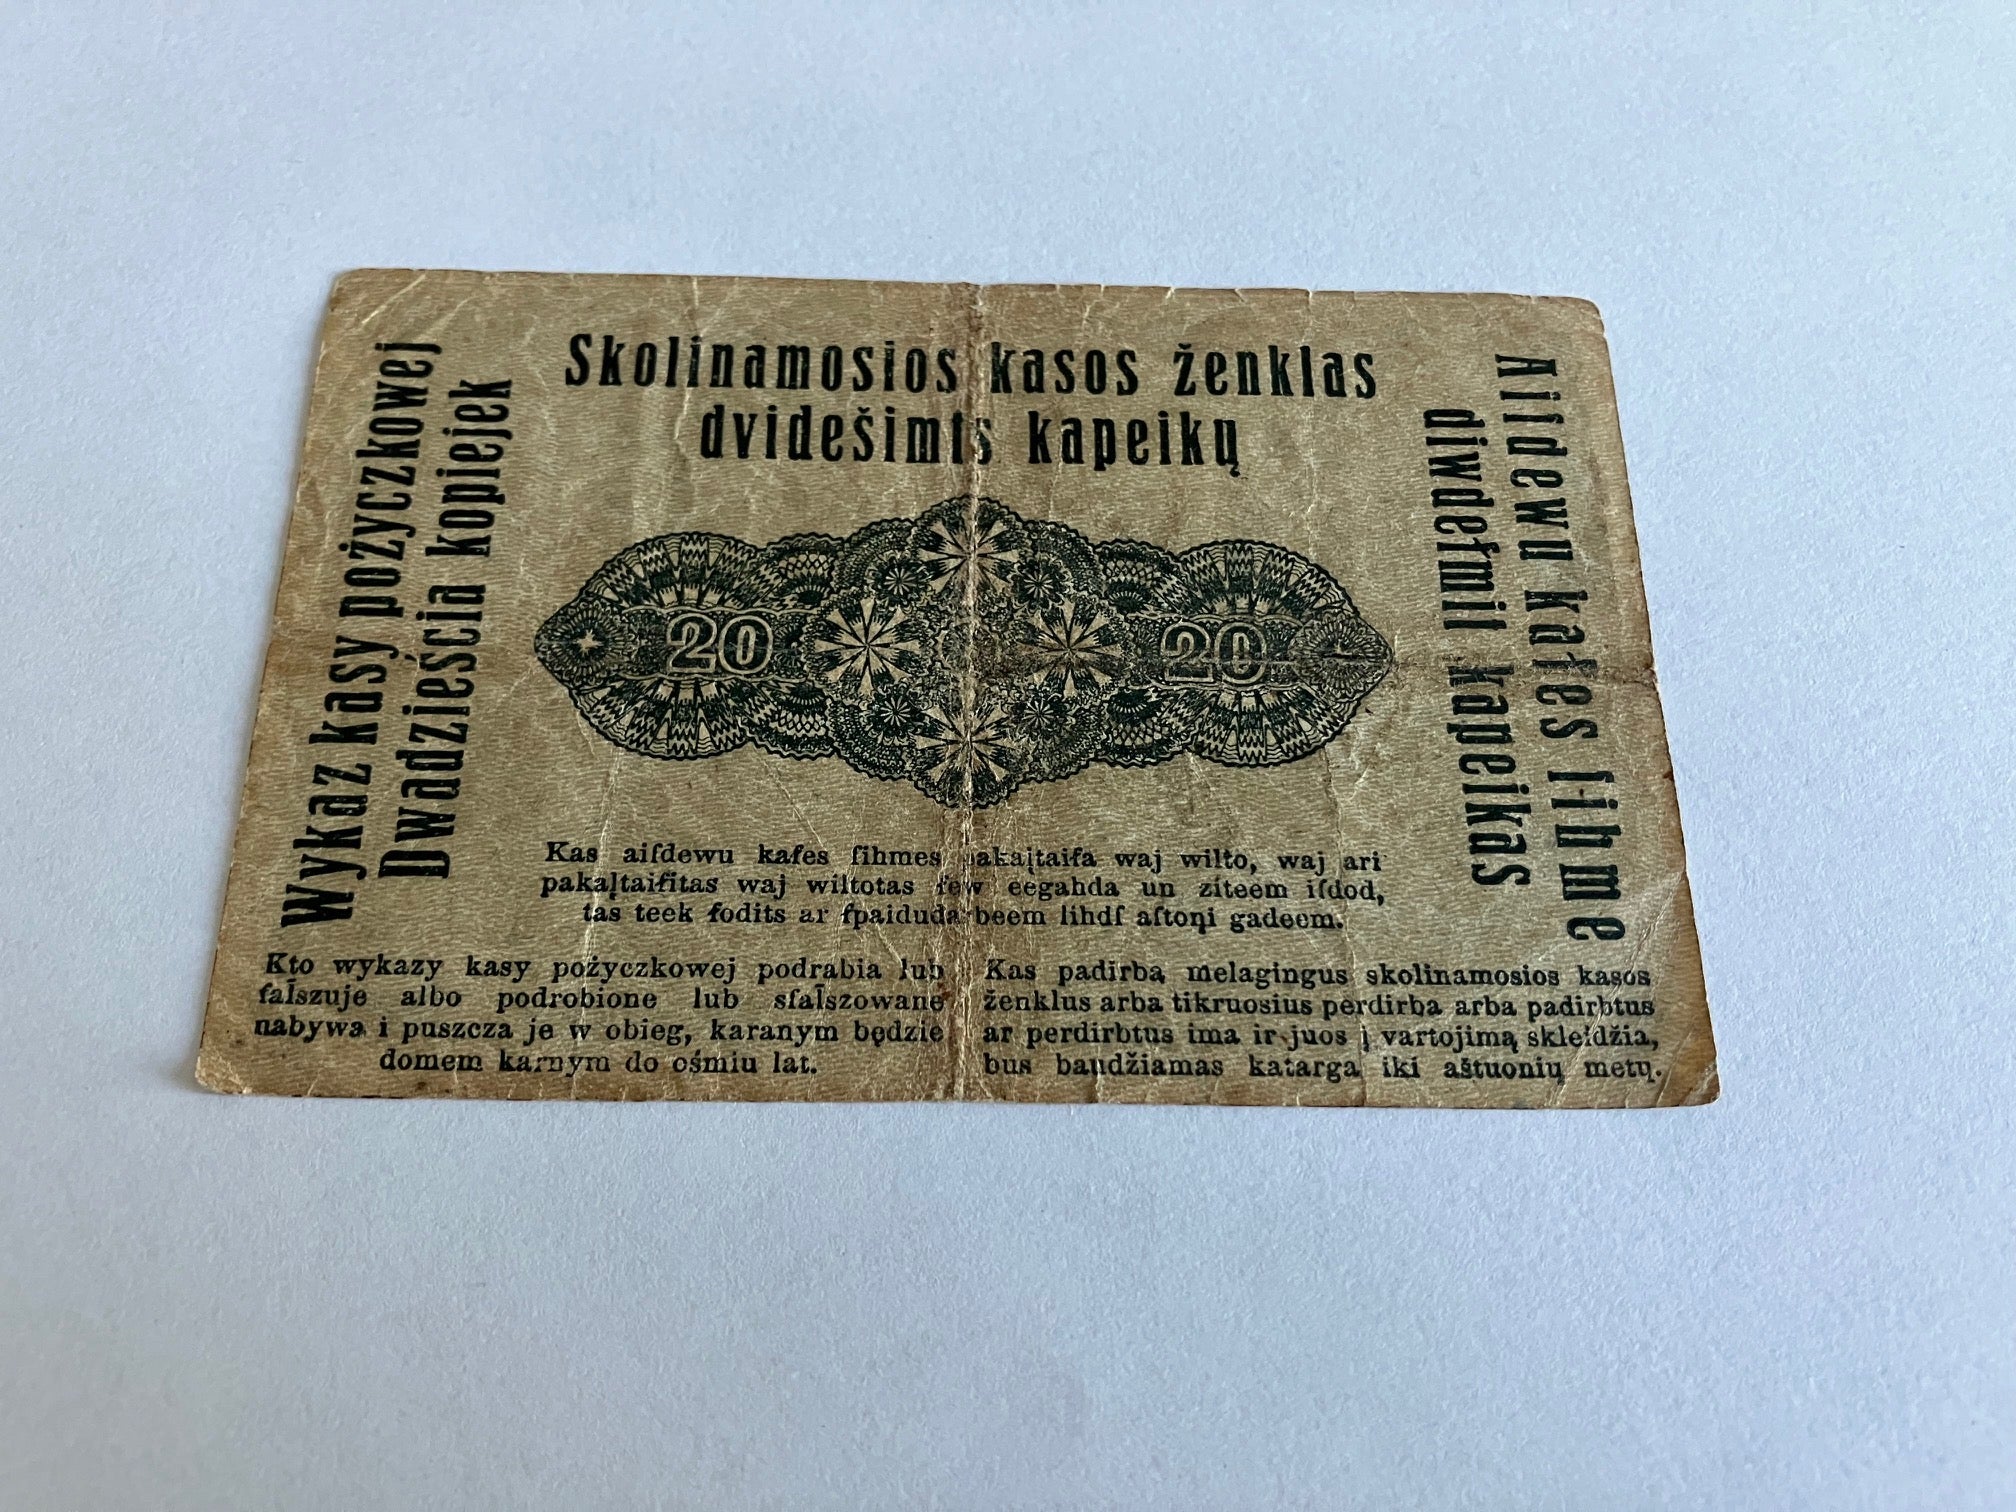 Skolinamosios kasos ženklas
dvidešimts kapeikų
Wykaz kasy pożyczkowej
Dwadzieścia kopiejek
Aiſdewu kaſes ſihme
diwdeſmit kapeikas
20 20
Kas aiſdewu kaſes ſihmes pakaļtaiſa waj wilto, waj ari
pakaļtaiſitas waj wiltotas ſew eegahda un ziteem iſdod,
tas teek ſodits ar ſpaidu darbeem lihdſ aſtoņi gadeem.
Kto wykazy kasy pożyczkowej podrabia lub
fałszuje albo podrobione lub sfałszowane
nabywa i puszcza je w obieg, karanym będzie
domem karnym do ośmiu lat.
Kas padirba melagingus skolinamosios kasos
ženklus arba tikruosius perdirba arba padirbtus
ar perdirbtus ima ir juos į vartojimą skleidžia,
bus baudžiamas katarga iki aštuonių metų.